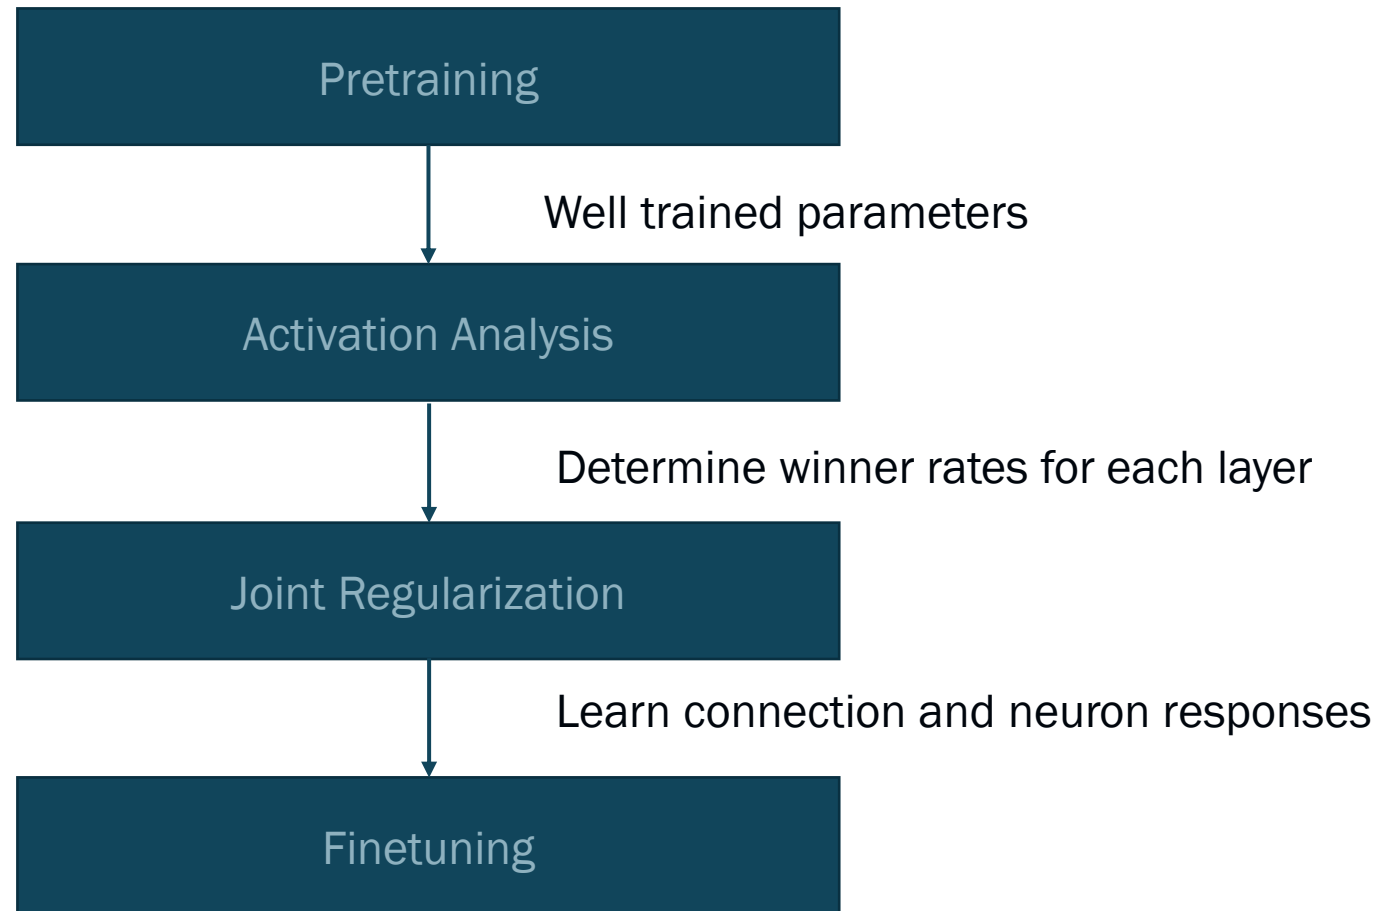 Pretraining
Well trained parameters
Activation Analysis
Determine winner rates for each layer
Joint Regularization
Learn connection and neuron responses
Finetuning